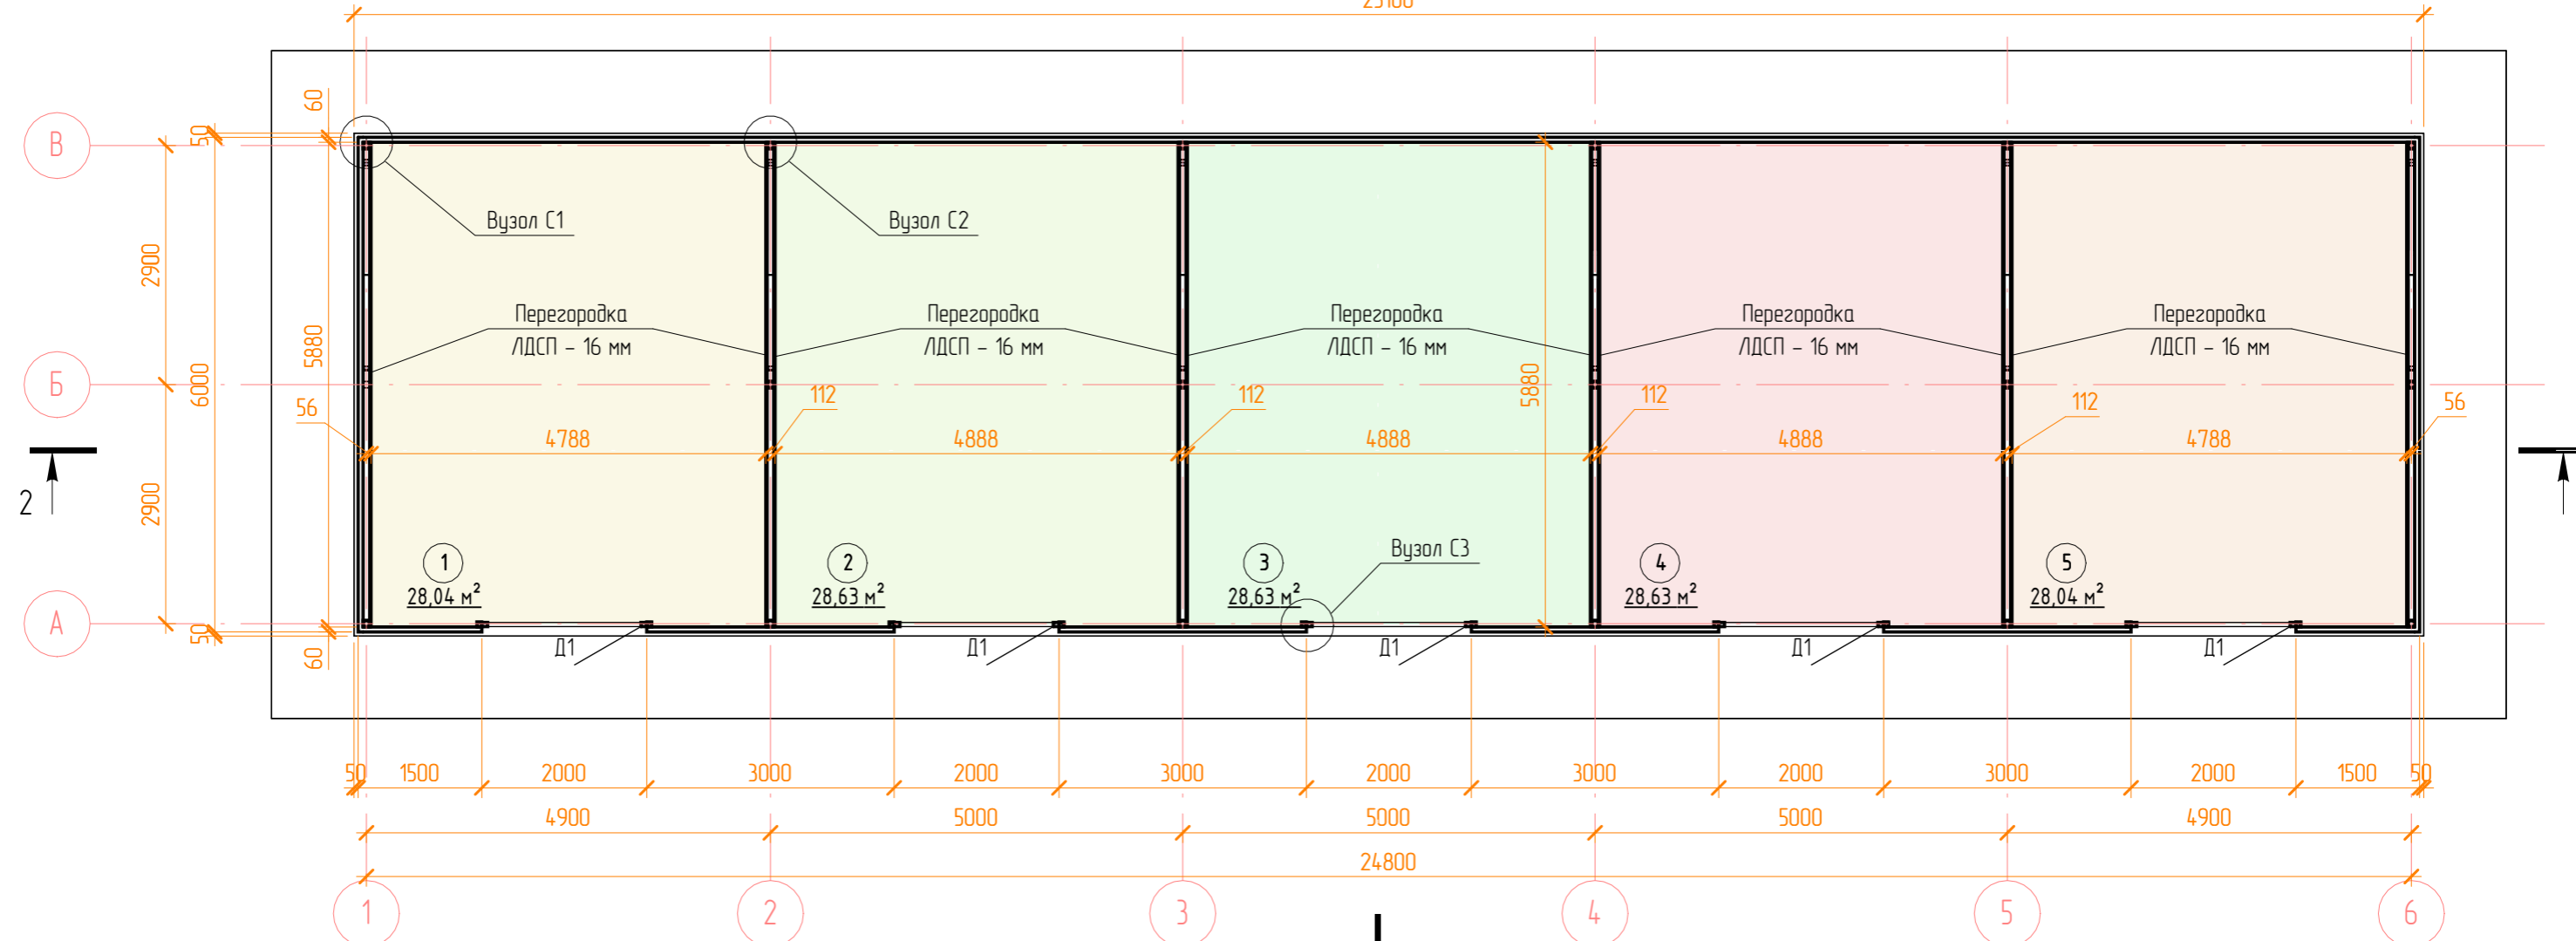 60
В
50
Вузол С1
Вузол С2
2900
Перегородка
ЛДСП – 16 мм
Перегородка
ЛДСП – 16 мм
Перегородка
ЛДСП – 16 мм
Перегородка
ЛДСП – 16 мм
Перегородка
ЛДСП – 16 мм
5880
6000
5880
Б
56
112
112
112
112
56
4788
4888
4888
4888
4788
2
2900
Вузол С3
1
28,04 м²
2
28,63 м²
3
28,63 м²
4
28,63 м²
5
28,04 м²
А
50
60
Д1
Д1
Д1
Д1
Д1
50
1500
2000
3000
2000
3000
2000
3000
2000
3000
2000
1500
50
4900
5000
5000
5000
4900
24800
1
2
3
4
5
6